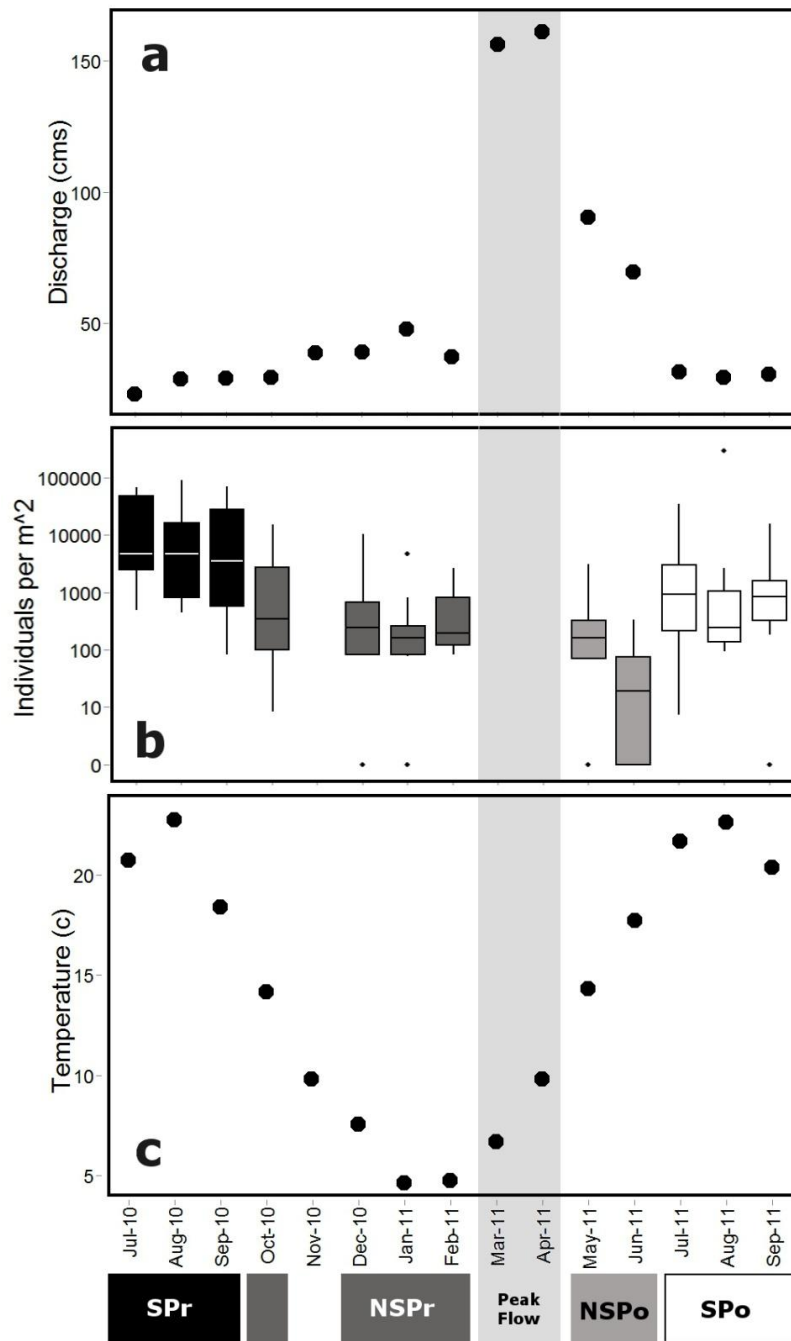 a
Discharge (cms)
150
100
50
b
Individuals per m^2
100000
10000
1000
100
10
0
c
Temperature (c)
20
15
10
5
Jul-10
Aug-10
Sep-10
Oct-10
Nov-10
Dec-10
Jan-11
Feb-11
Mar-11
Apr-11
May-11
Jun-11
Jul-11
Aug-11
Sep-11
SPr
NSPr
Peak
Flow
NSPo
SPo